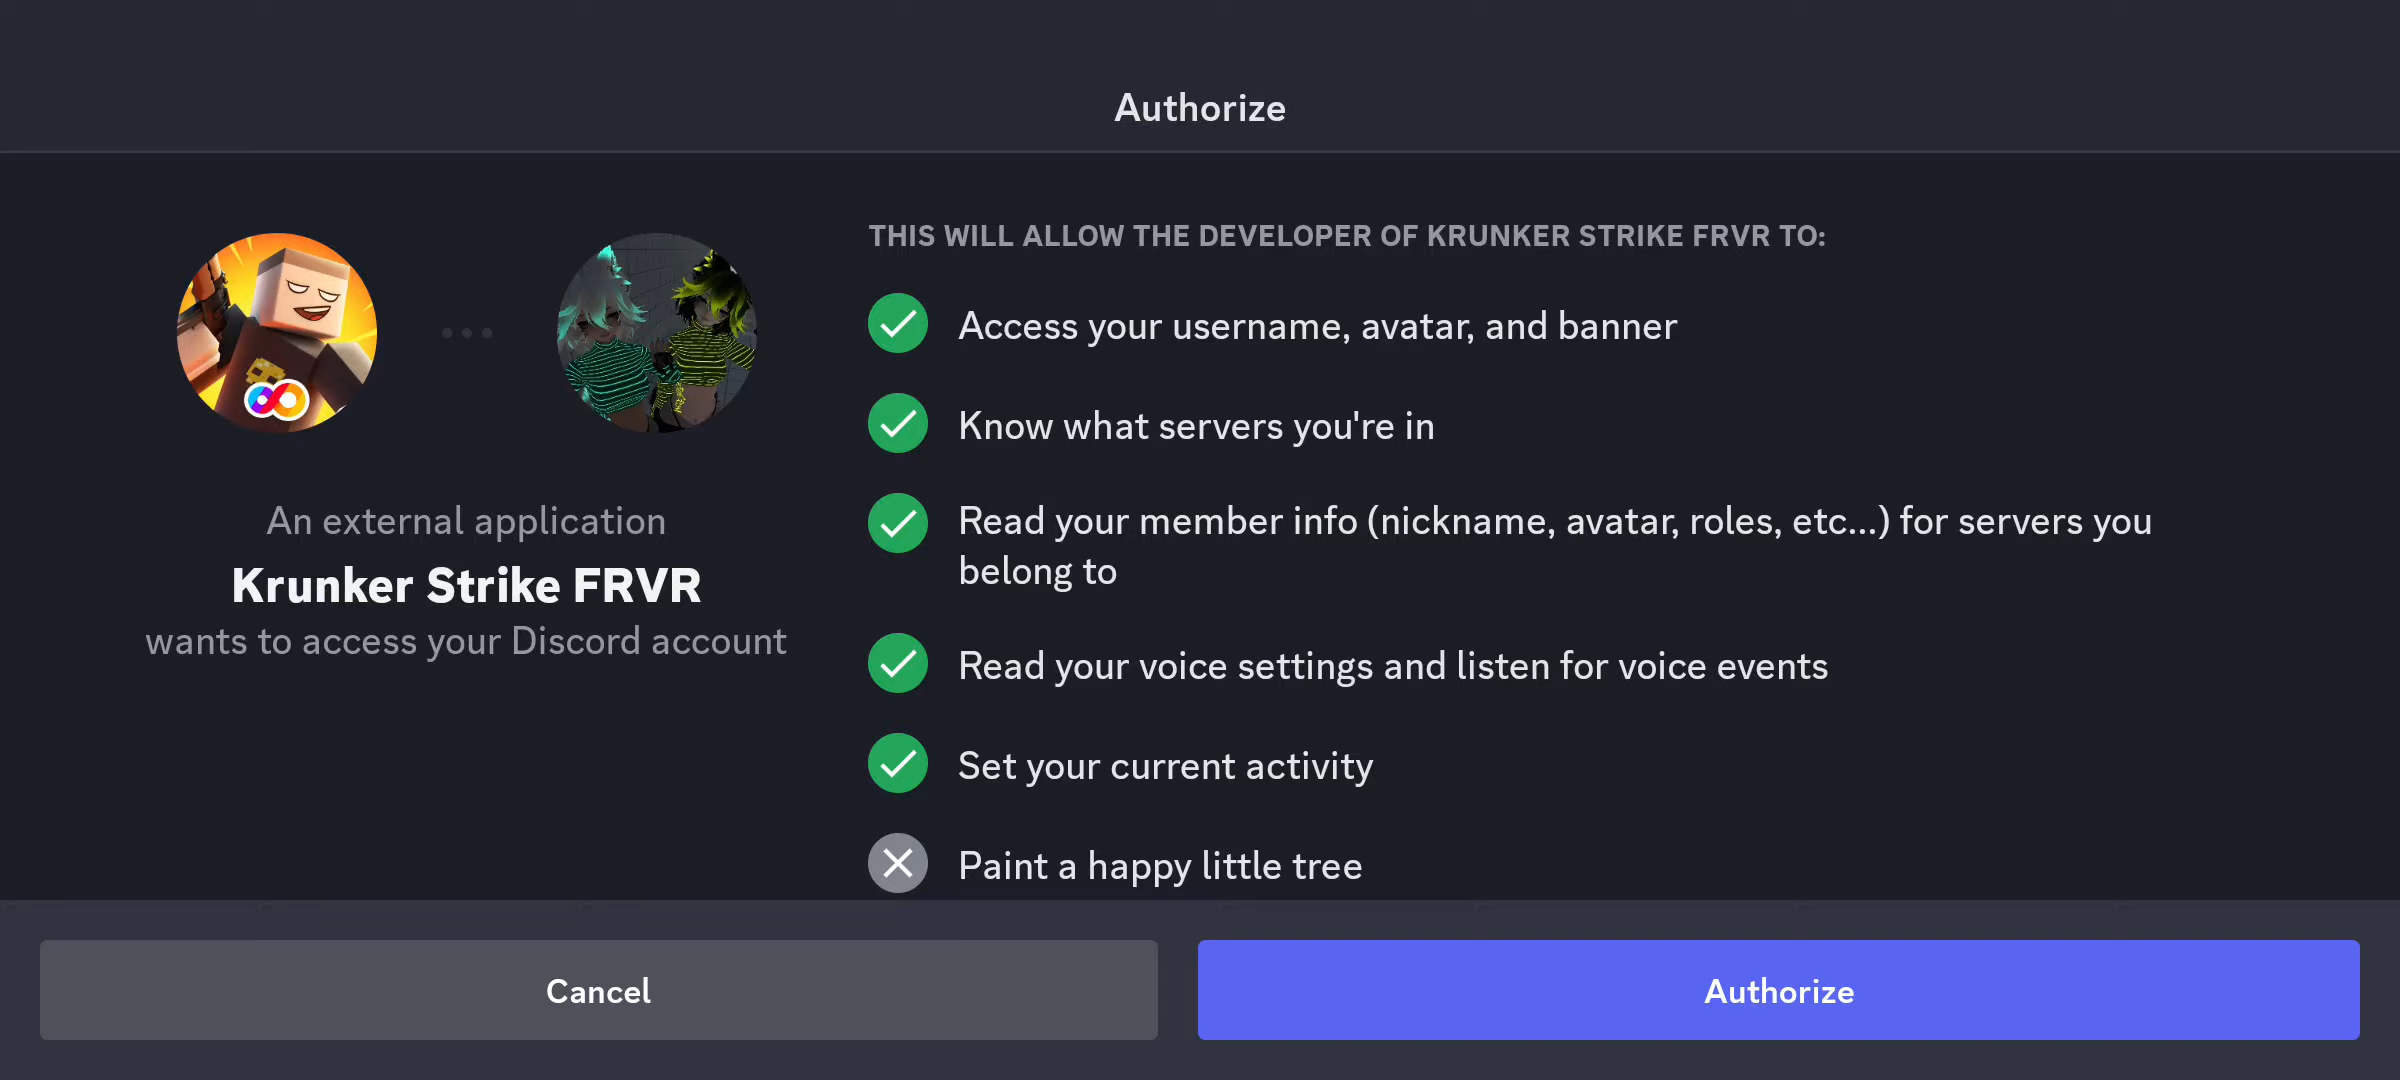 Authorize
An external application
Krunker Strike FRVR
wants to access your Discord account
THIS WILL ALLOW THE DEVELOPER OF KRUNKER STRIKE FRVR TO:
Access your username, avatar, and banner
Know what servers you're in
Read your member info (nickname, avatar, roles, etc...) for servers you
belong to
Read your voice settings and listen for voice events
Set your current activity
Paint a happy little tree
Cancel
Authorize